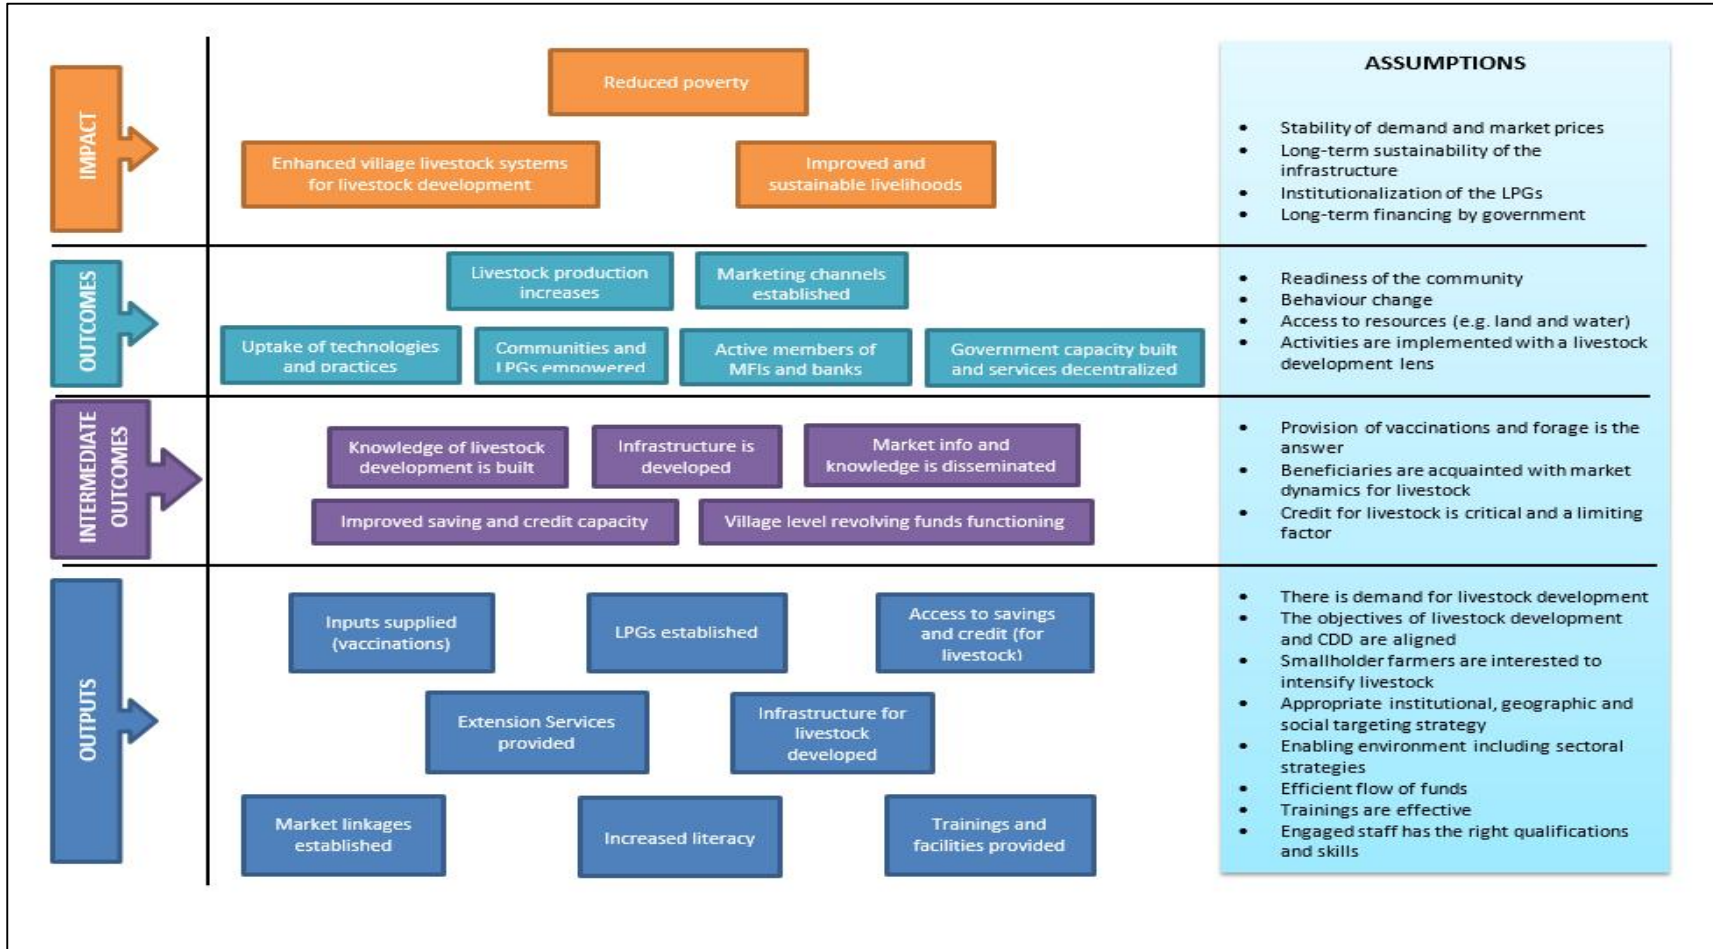 IMPACT
Reduced poverty
Enhanced village livestock systems
for livestock development
Improved and
sustainable livelihoods
OUTCOMES
Livestock production
increases
Marketing channels
established
Uptake of technologies
and practices
Communities and
LPGs empowered
Active members of
MFIs and banks
Government capacity built
and services decentralized
INTERMEDIATE
OUTCOMES
Knowledge of livestock
development is built
Infrastructure is
developed
Market info and
knowledge is disseminated
Improved saving and credit capacity
Village level revolving funds functioning
OUTPUTS
Inputs supplied
(vaccinations)
LPGs established
Access to savings
and credit (for
livestock)
Extension Services
provided
Infrastructure for
livestock
developed
Market linkages
established
Increased literacy
Trainings and
facilities provided
ASSUMPTIONS
• Stability of demand and market prices
• Long-term sustainability of the
infrastructure
• Institutionalization of the LPGs
• Long-term financing by government
• Readiness of the community
• Behaviour change
• Access to resources (e.g. land and water)
• Activities are implemented with a livestock
development lens
• Provision of vaccinations and forage is the
answer
• Beneficiaries are acquainted with market
dynamics for livestock
• Credit for livestock is critical and a limiting
factor
• There is demand for livestock development
• The objectives of livestock development
and CDD are aligned
• Smallholder farmers are interested to
intensify livestock
• Appropriate institutional, geographic and
social targeting strategy
• Enabling environment including sectoral
strategies
• Efficient flow of funds
• Trainings are effective
• Engaged staff has the right qualifications
and skills